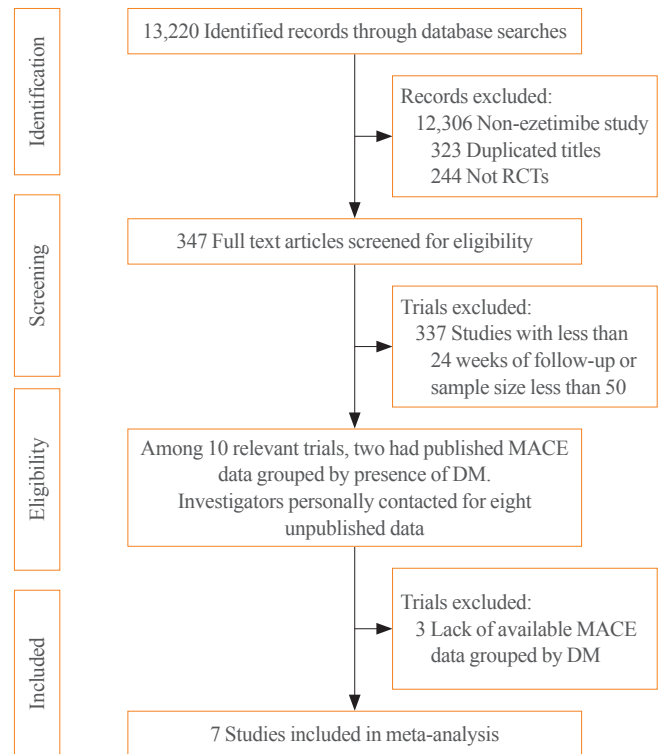 Identification
13,220 Identified records through database searches
Records excluded:
12,306 Non-ezetimibe study
323 Duplicated titles
244 Not RCTs
Screening
347 Full text articles screened for eligibility
Trials excluded:
337 Studies with less than
24 weeks of follow-up or
sample size less than 50
Eligibility
Among 10 relevant trials, two had published MACE
data grouped by presence of DM.
Investigators personally contacted for eight
unpublished data
Included
Trials excluded:
3 Lack of available MACE
data grouped by DM
7 Studies included in meta-analysis